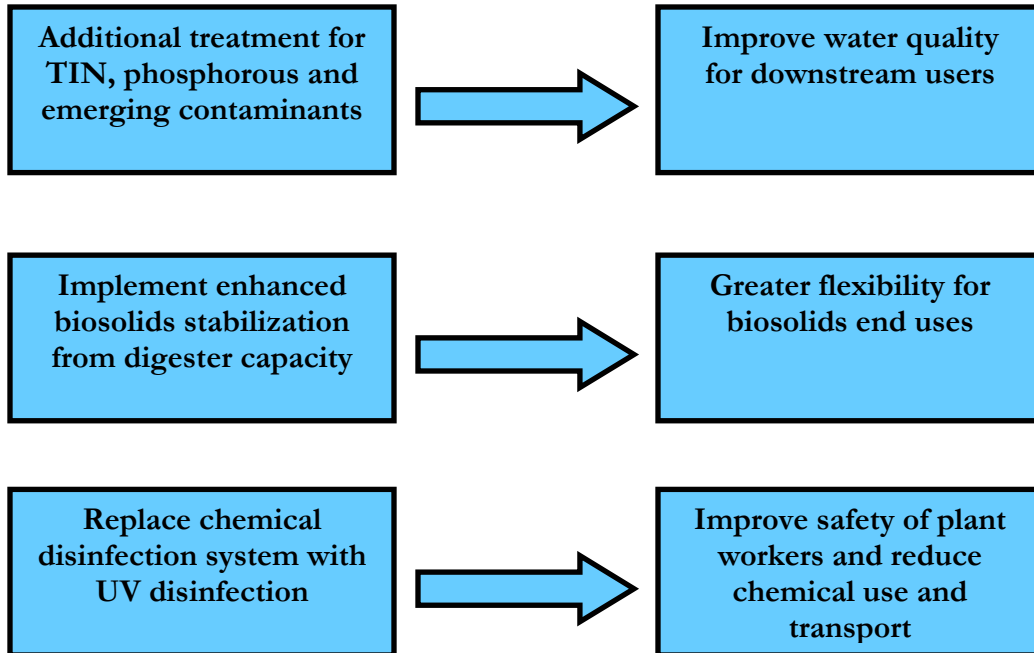 Additional treatment for
TIN, phosphorous and
emerging contaminants
Improve water quality
for downstream users
Implement enhanced
biosolids stabilization
from digester capacity
Greater flexibility for
biosolids end uses
Replace chemical
disinfection system with
UV disinfection
Improve safety of plant
workers and reduce
chemical use and
transport